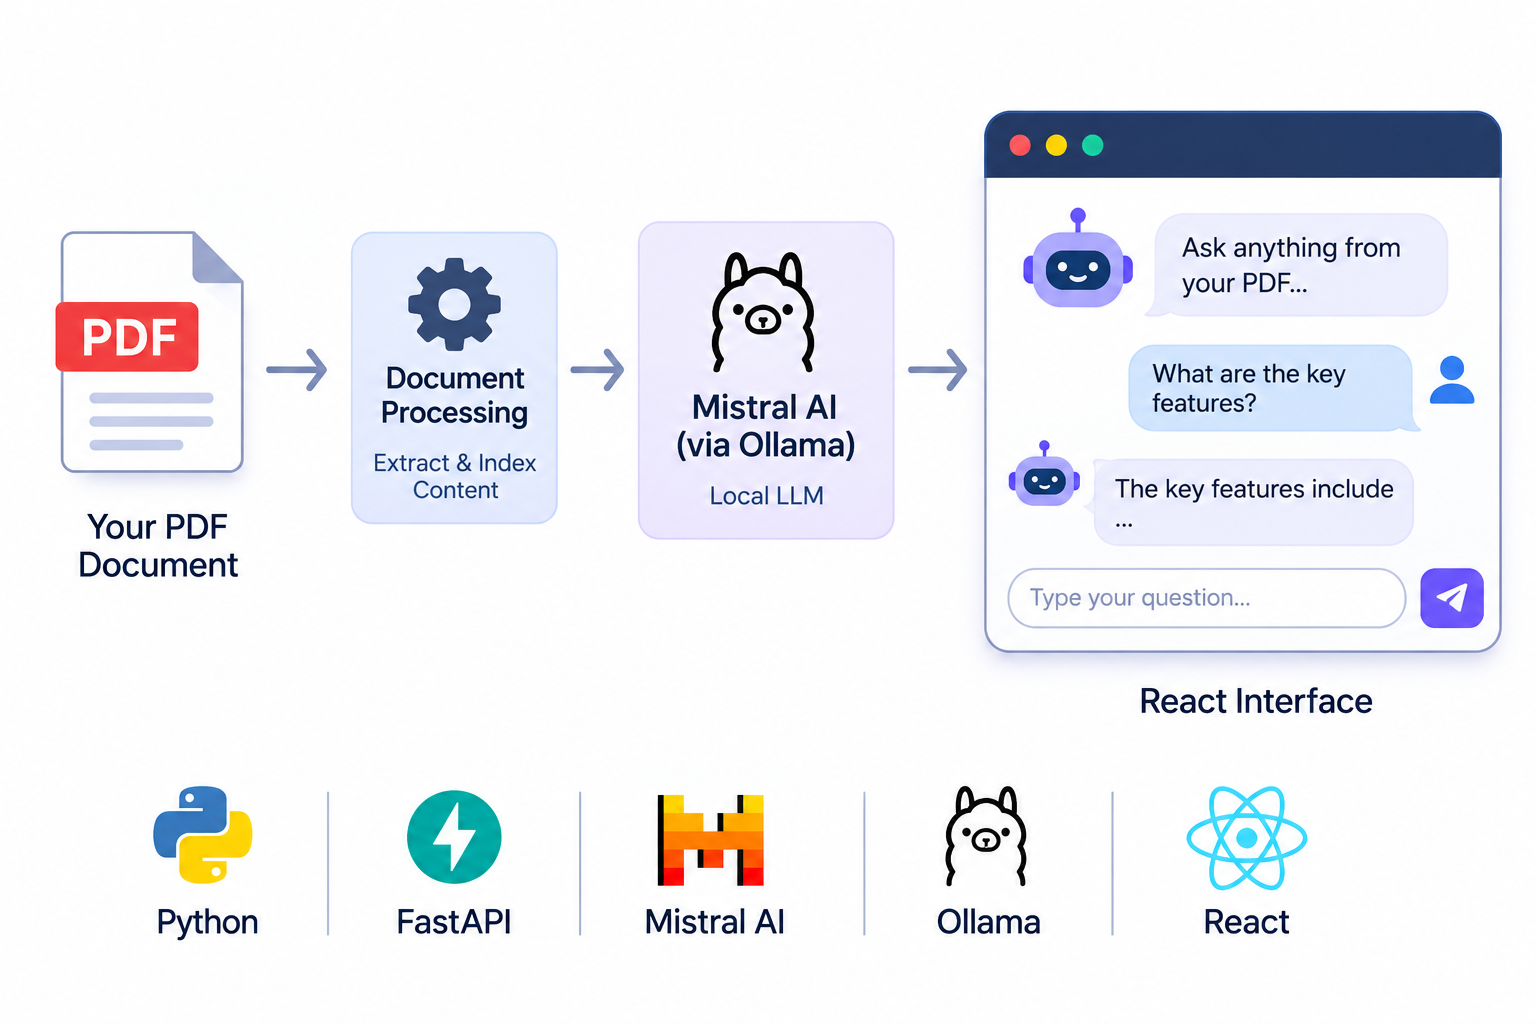 PDF
Your PDF
Document
Document
Processing
Extract & Index
Content
Mistral AI
(via Ollama)
Local LLM
Ask anything from
your PDF...
What are the key
features?
The key features include
...
Type your question...
React Interface
Python
FastAPI
Mistral AI
Ollama
React